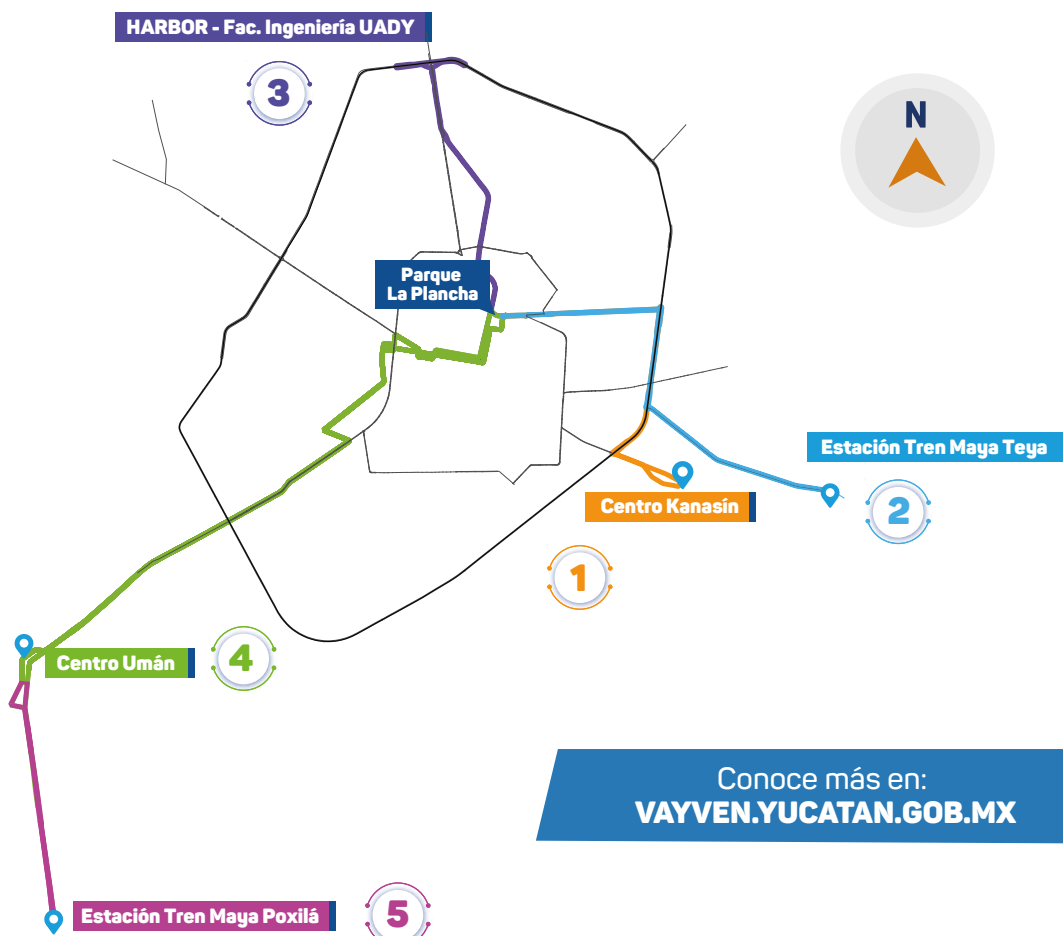 HARBOR - Fac. Ingeniería UADY
3
N
Parque
La Plancha
Estación Tren Maya Teya
Centro Kanasín
2
1
Centro Umán
4
Conoce más en:
VAYVEN.YUCATAN.GOB.MX
Estación Tren Maya Poxilá
5